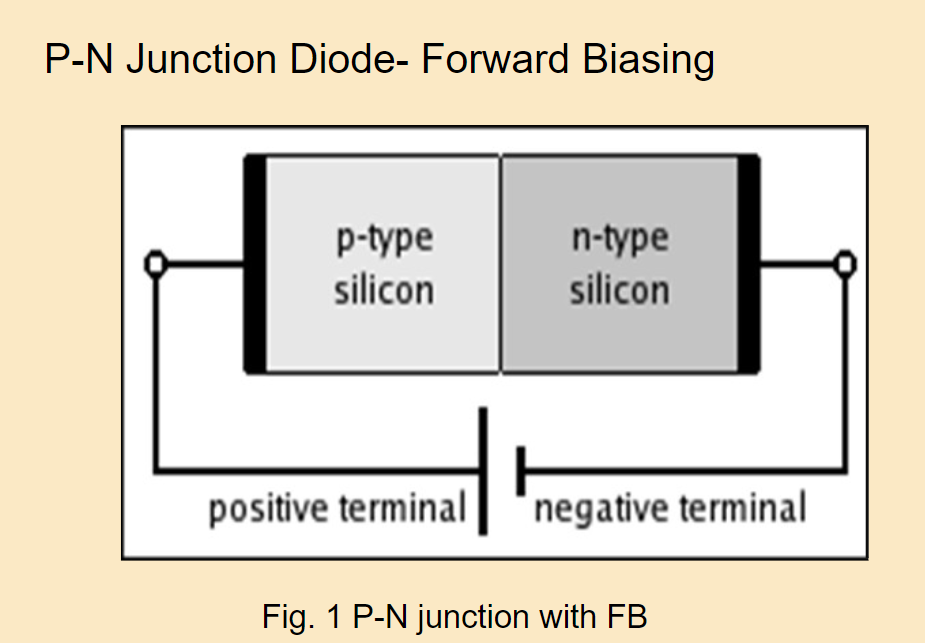 P-N Junction Diode- Forward Biasing
p-type
silicon
n-type
silicon
positive terminal
negative terminal
Fig. 1 P-N junction with FB